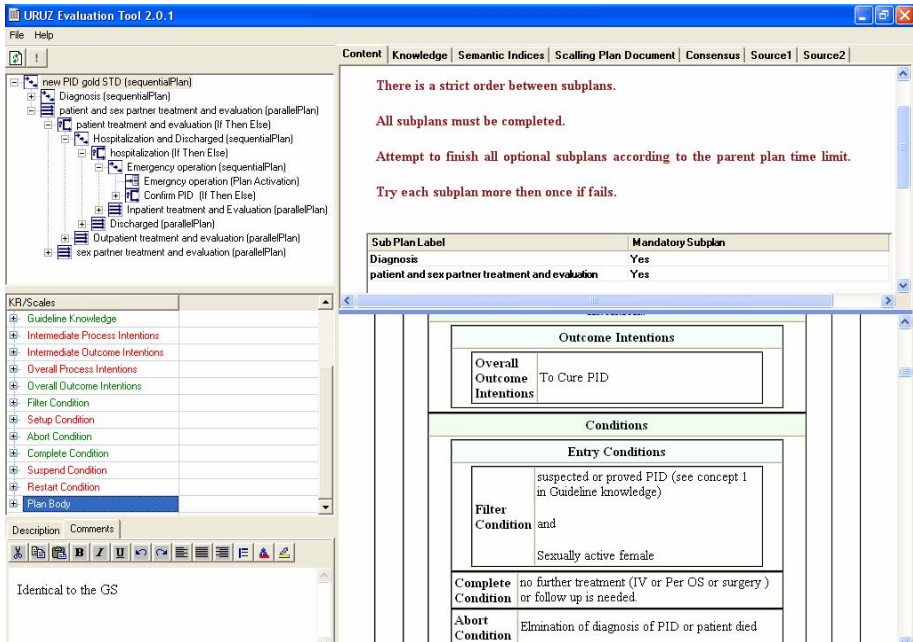 URUZ Evaluation Tool 2.0.1
File Help
new PID gold STD (sequentialPlan)
Diagnosis (sequentialPlan)
patient and sex partner treatment and evaluation (parallelPlan)
patient treatment and evaluation (If Then Else)
Hospitalization and Discharged (sequentialPlan)
hospitalization (If Then Else)
Emergency operation (sequentialPlan)
Emergncy operation (Plan Activation)
Confirm PID (If Then Else)
Inpatient treatment and Evaluation (parallelPlan)
Discharged (parallelPlan)
Outpatient treatment and evaluation (parallelPlan)
sex partner treatment and evaluation (parallelPlan)
KR/Scales
Guideline Knowledge
Intermediate Process Intentions
Intermediate Outcome Intentions
Overall Process Intentions
Overall Outcome Intentions
Filter Condition
Setup Condition
Abort Condition
Complete Condition
Suspend Condition
Restart Condition
Plan Body
Description Comments
B I U
Identical to the GS
Content Knowledge Semantic Indices Scalling Plan Document Consensus Source1 Source2
There is a strict order between subplans.
All subplans must be completed.
Attempt to finish all optional subplans according to the parent plan time limit.
Try each subplan more then once if fails.
Sub Plan Label Mandatory Subplan
Diagnosis Yes
patient and sex partner treatment and evaluation Yes
Outcome Intentions
Overall
Outcome To Cure PID
Intentions
Conditions
Entry Conditions
suspected or proved PID (see concept 1
in Guideline knowledge)
Filter
Condition and
Sexually active female
Complete no further treatment (IV or Per OS or surgery )
Condition or follow up is needed.
Abort Elmination of diagnosis of PID or patient died
Condition